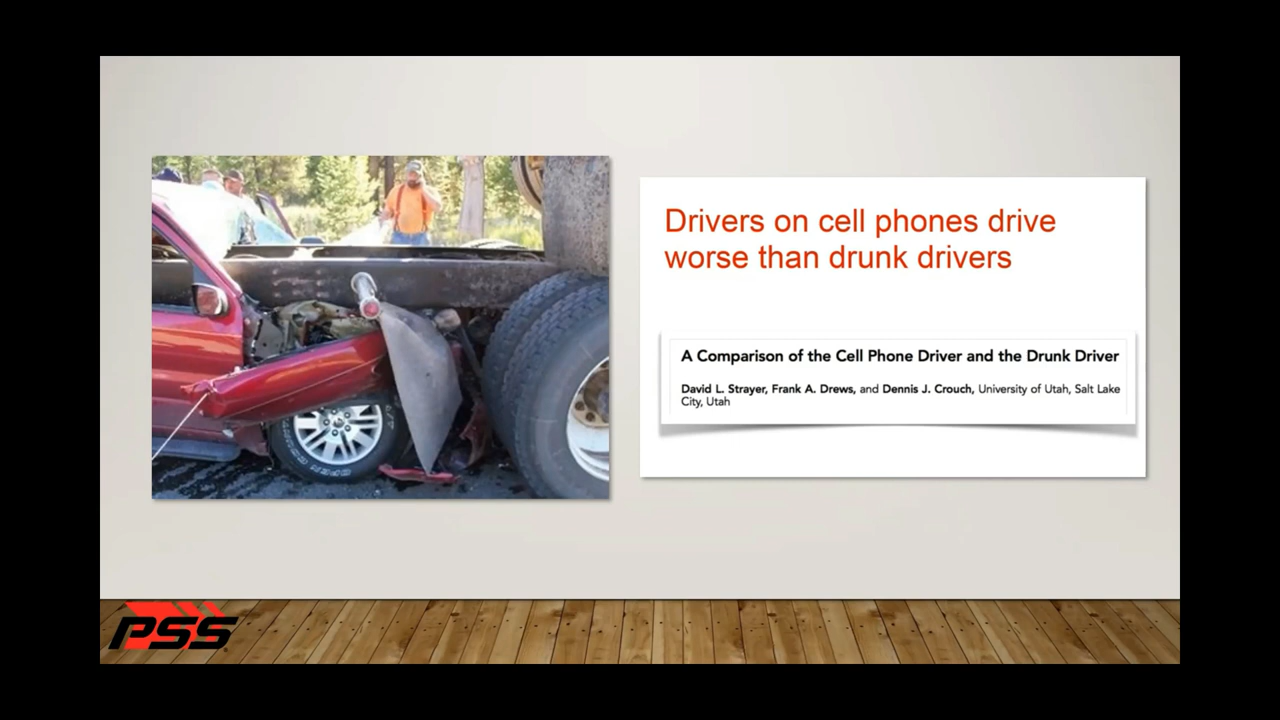 Drivers on cell phones drive
worse than drunk drivers
A Comparison of the Cell Phone Driver and the Drunk Driver
David L. Strayer, Frank A. Drews, and Dennis J. Crouch, University of Utah, Salt Lake
City, Utah
PSS